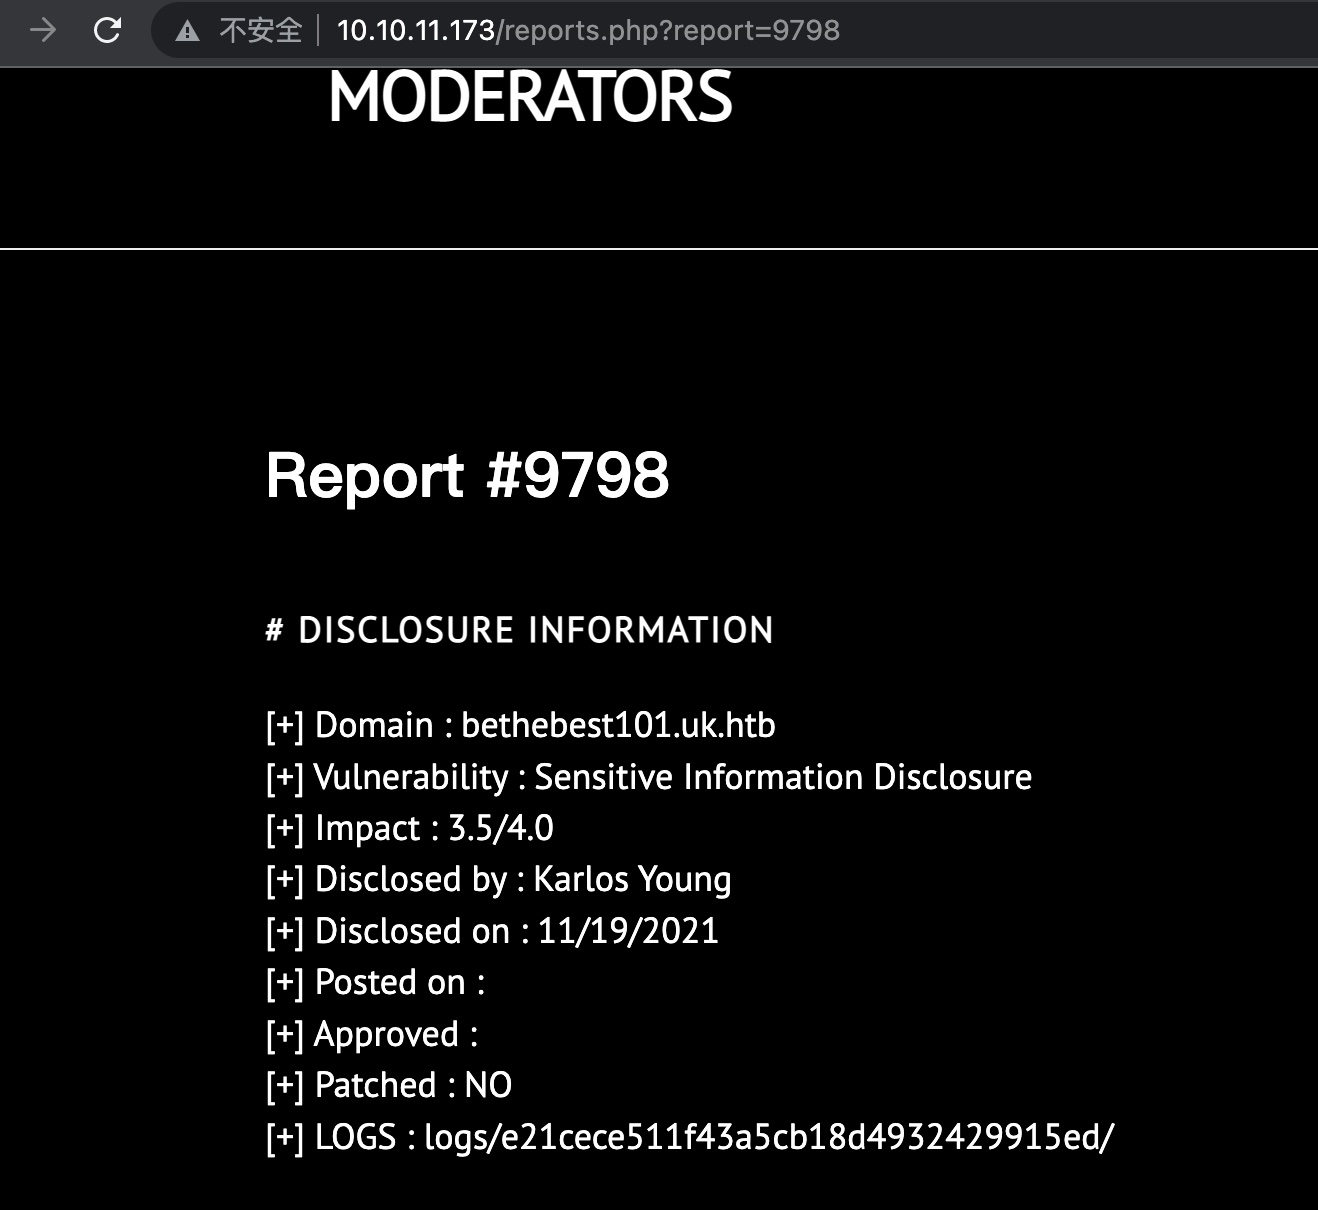 不安全 10.10.11.173/reports.php?report=9798
MODERATORS
Report #9798
# DISCLOSURE INFORMATION
[+] Domain : bethebest101.uk.htb
[+] Vulnerability : Sensitive Information Disclosure
[+] Impact : 3.5/4.0
[+] Disclosed by : Karlos Young
[+] Disclosed on : 11/19/2021
[+] Posted on :
[+] Approved :
[+] Patched : NO
[+] LOGS : logs/e21cece511f43a5cb18d4932429915ed/